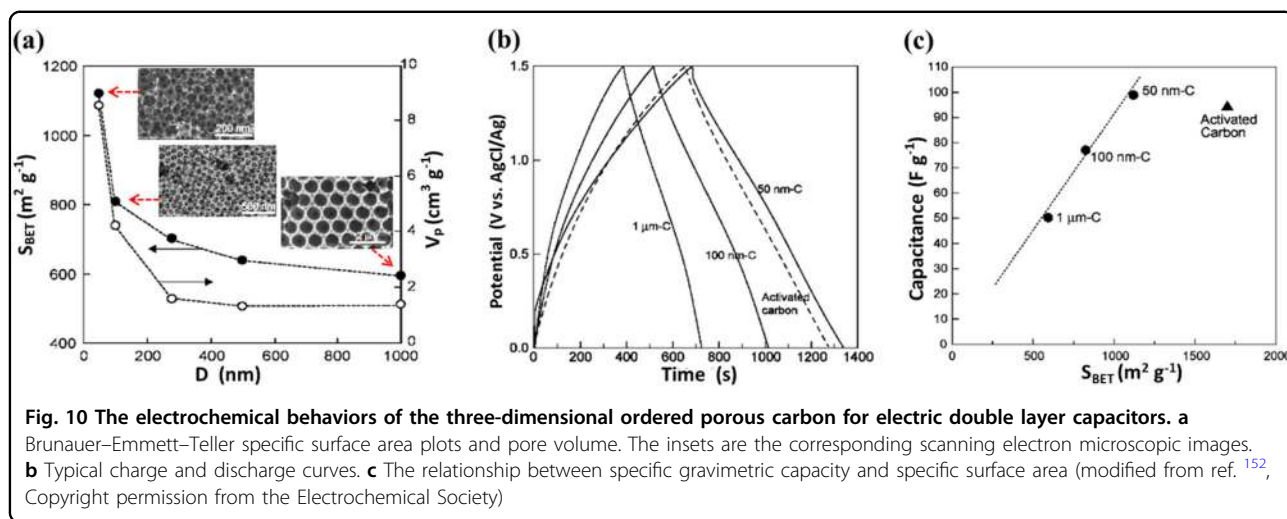 (a)
1200
1000
800
600
400
S_BET (m² g⁻¹)
0
200
400
600
800
1000
D (nm)
10
8
6
4
2
0
V_P (cm³ g⁻¹)
200 nm
(b)
1.5
1.0
0.5
0.0
Potential (V vs. AgCl/Ag)
0
200
400
600
800
1000
1200
1400
Time (s)
1 μm-C
100 nm-C
Activated
carbon
50 nm-C
(c)
110
100
90
80
70
60
50
40
30
20
10
0
Capacitance (F g⁻¹)
0
500
1000
1500
2000
S_BET (m² g⁻¹)
50 nm-C
Activated
Carbon
100 nm-C
1 μm-C
Fig. 10 The electrochemical behaviors of the three-dimensional ordered porous carbon for electric double layer capacitors. a
Brunauer–Emmett–Teller specific surface area plots and pore volume. The insets are the corresponding scanning electron microscopic images.
b Typical charge and discharge curves. c The relationship between specific gravimetric capacity and specific surface area (modified from ref. 152,
Copyright permission from the Electrochemical Society)